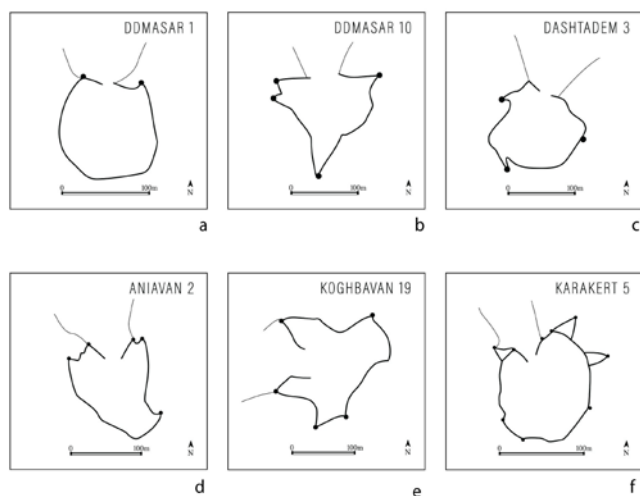 DDMASAR 1
0 100m
N
a
DDMASAR 10
0 100m
N
b
DASHTADEM 3
0 100m
N
c
ANIAVAN 2
0 100m
N
d
KOGHBAVAN 19
0 100m
N
e
KARAKERT 5
0 100m
N
f